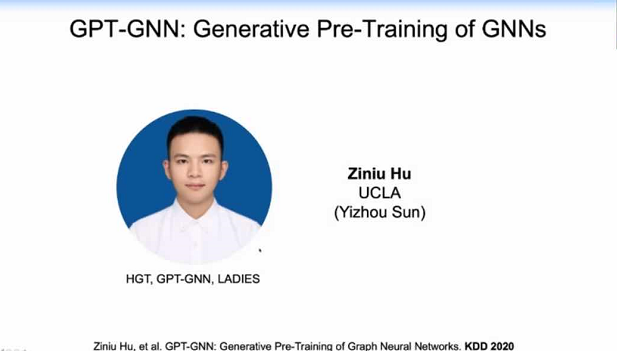 GPT-GNN: Generative Pre-Training of GNNs
Ziniu Hu
UCLA
(Yizhou Sun)
HGT, GPT-GNN, LADIES
Ziniu Hu, et al. GPT-GNN: Generative Pre-Training of Graph Neural Networks. KDD 2020